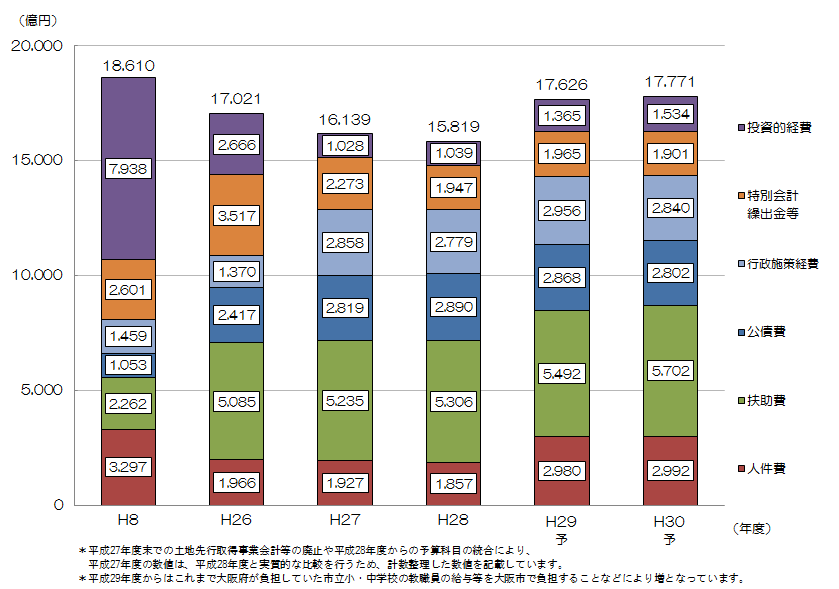 （億円）
20.000
15.000
10.000
5.000
0
18.610
7.938
2.601
1.459
1.053
2.262
3.297
H8
17.021
2.666
3.517
1.370
2.417
5.085
1.966
H26
16.139
1.028
2.273
2.858
2.819
5.235
1.927
H27
15.819
1.039
1.947
2.779
2.890
5.306
1.857
H28
17.626
1.365
1.965
2.956
2.868
5.492
2.980
H29
予
17.771
1.534
1.901
2.840
2.802
5.702
2.992
H30
予
（年度）
投資的経費
特別会計
繰出金等
行政施策経費
公債費
扶助費
人件費
＊平成27年度末での土地先行取得事業会計等の廃止や平成28年度からの予算科目の統合により、
平成27年度の数値は、平成28年度と実質的な比較を行うため、計数整理した数値を記載しています。
＊平成29年度からはこれまで大阪府が負担していた市立小・中学校の教職員の給与等を大阪市で負担することなどにより増となっています。